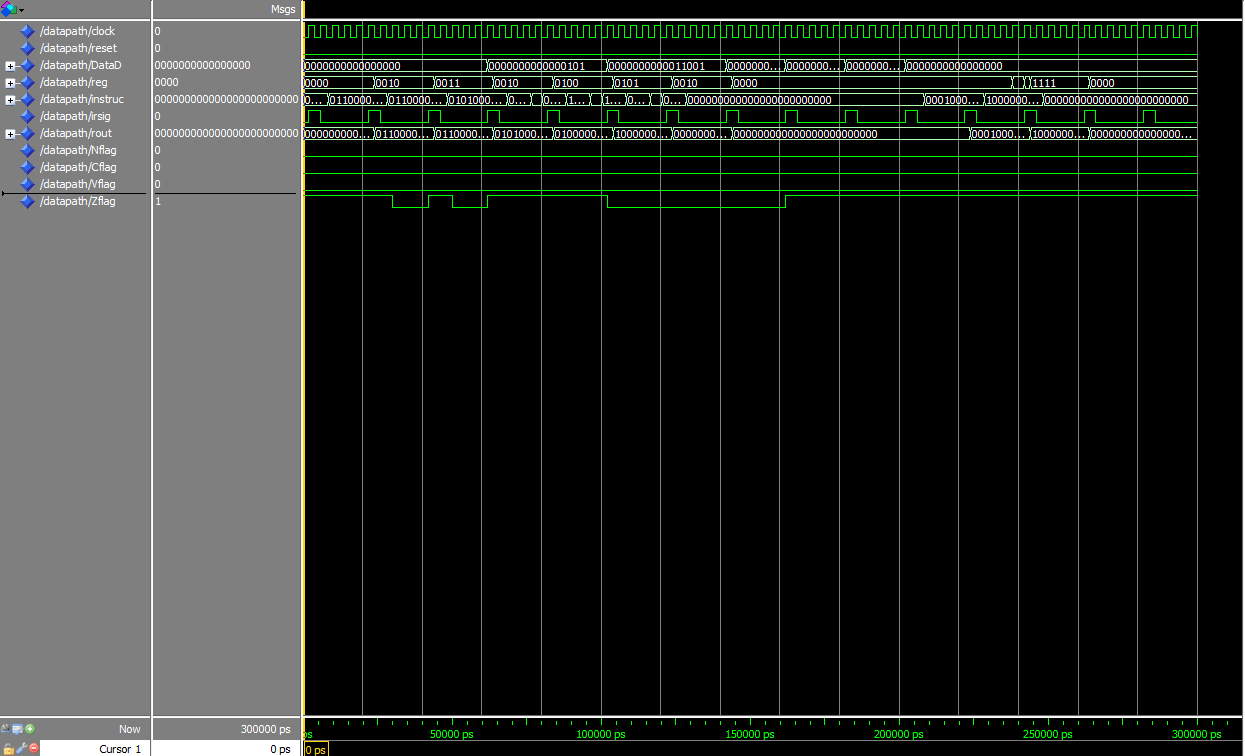 Msgs
/datapath/clock 0
/datapath/reset 0
/datapath/DataD 0000000000000000 0000000000000000 0000000000000101 0000000000011001 0000000... 0000000... 0000000... 0000000000000000
/datapath/reg 0000 0000 0010 0011 0010 0100 0101 0010 0000 1111 0000
/datapath/instruc 000000000000000000000000 0... 0110000... 0110000... 0101000... 0... 0... 1... 1... 0... 0... 000000000000000000000000 0001000... 1000000... 000000000000000000000000
/datapath/irsig 0
/datapath/rout 000000000000000000000000 000000000... 0110000... 0110000... 0101000... 0100000... 1000000... 0000000... 000000000000000000000000 0001000... 1000000... 000000000000000...
/datapath/Nflag 0
/datapath/Cflag 0
/datapath/Vflag 0
/datapath/Zflag 1
Now 300000 ps ps 50000 ps 100000 ps 150000 ps 200000 ps 250000 ps 300000 ps
Cursor 1 0 ps 0 ps